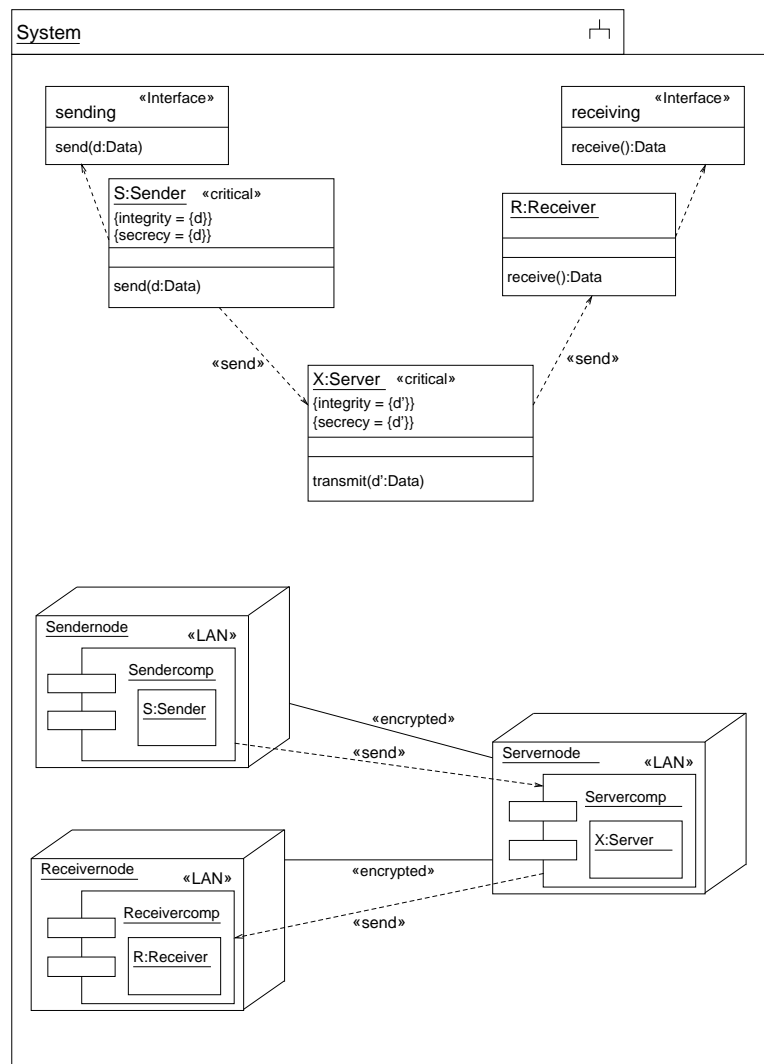 System
«Interface»
sending
send(d:Data)
«Interface»
receiving
receive():Data
S:Sender «critical»
{integrity = {d}}
{secrecy = {d}}
send(d:Data)
R:Receiver
receive():Data
«send»
«send»
X:Server «critical»
{integrity = {d'}}
{secrecy = {d'}}
transmit(d':Data)
Sendernode
«LAN»
Sendercomp
S:Sender
«encrypted»
«send»
Servernode
«LAN»
Servercomp
X:Server
Receivernode
«LAN»
Receivercomp
R:Receiver
«encrypted»
«send»